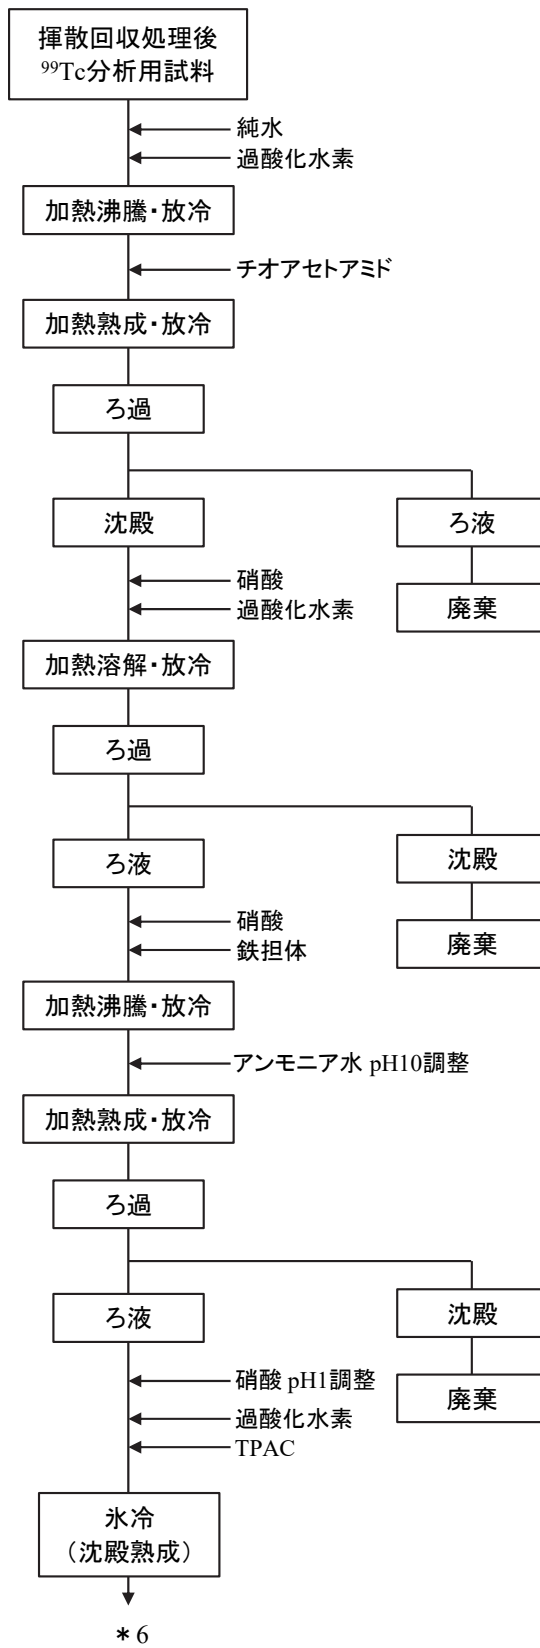 揮散回収処理後
⁹⁹Tc分析用試料
純水
過酸化水素
加熱沸騰・放冷
チオアセトアミド
加熱熟成・放冷
ろ過
沈殿
ろ液
硝酸
過酸化水素
廃棄
加熱溶解・放冷
ろ過
ろ液
沈殿
硝酸
鉄担体
廃棄
加熱沸騰・放冷
アンモニア水 pH10調整
加熱熟成・放冷
ろ過
ろ液
沈殿
硝酸 pH1調整
過酸化水素
TPAC
廃棄
氷冷
（沈殿熟成）
＊6